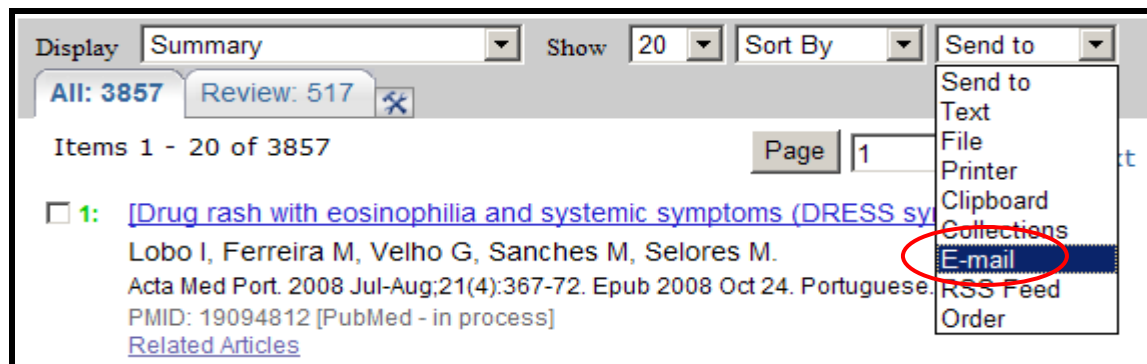 Display Summary Show 20 Sort By Send to
All: 3857 Review: 517
Items 1 - 20 of 3857 Page 1
Send to
Text
File
Printer
Clipboard
Collections
E-mail
RSS Feed
Order
1: [Drug rash with eosinophilia and systemic symptoms (DRESS
Lobo I, Ferreira M, Velho G, Sanches M, Selores M.
Acta Med Port. 2008 Jul-Aug;21(4):367-72. Epub 2008 Oct 24. Portuguese.
PMID: 19094812 [PubMed - in process]
Related Articles